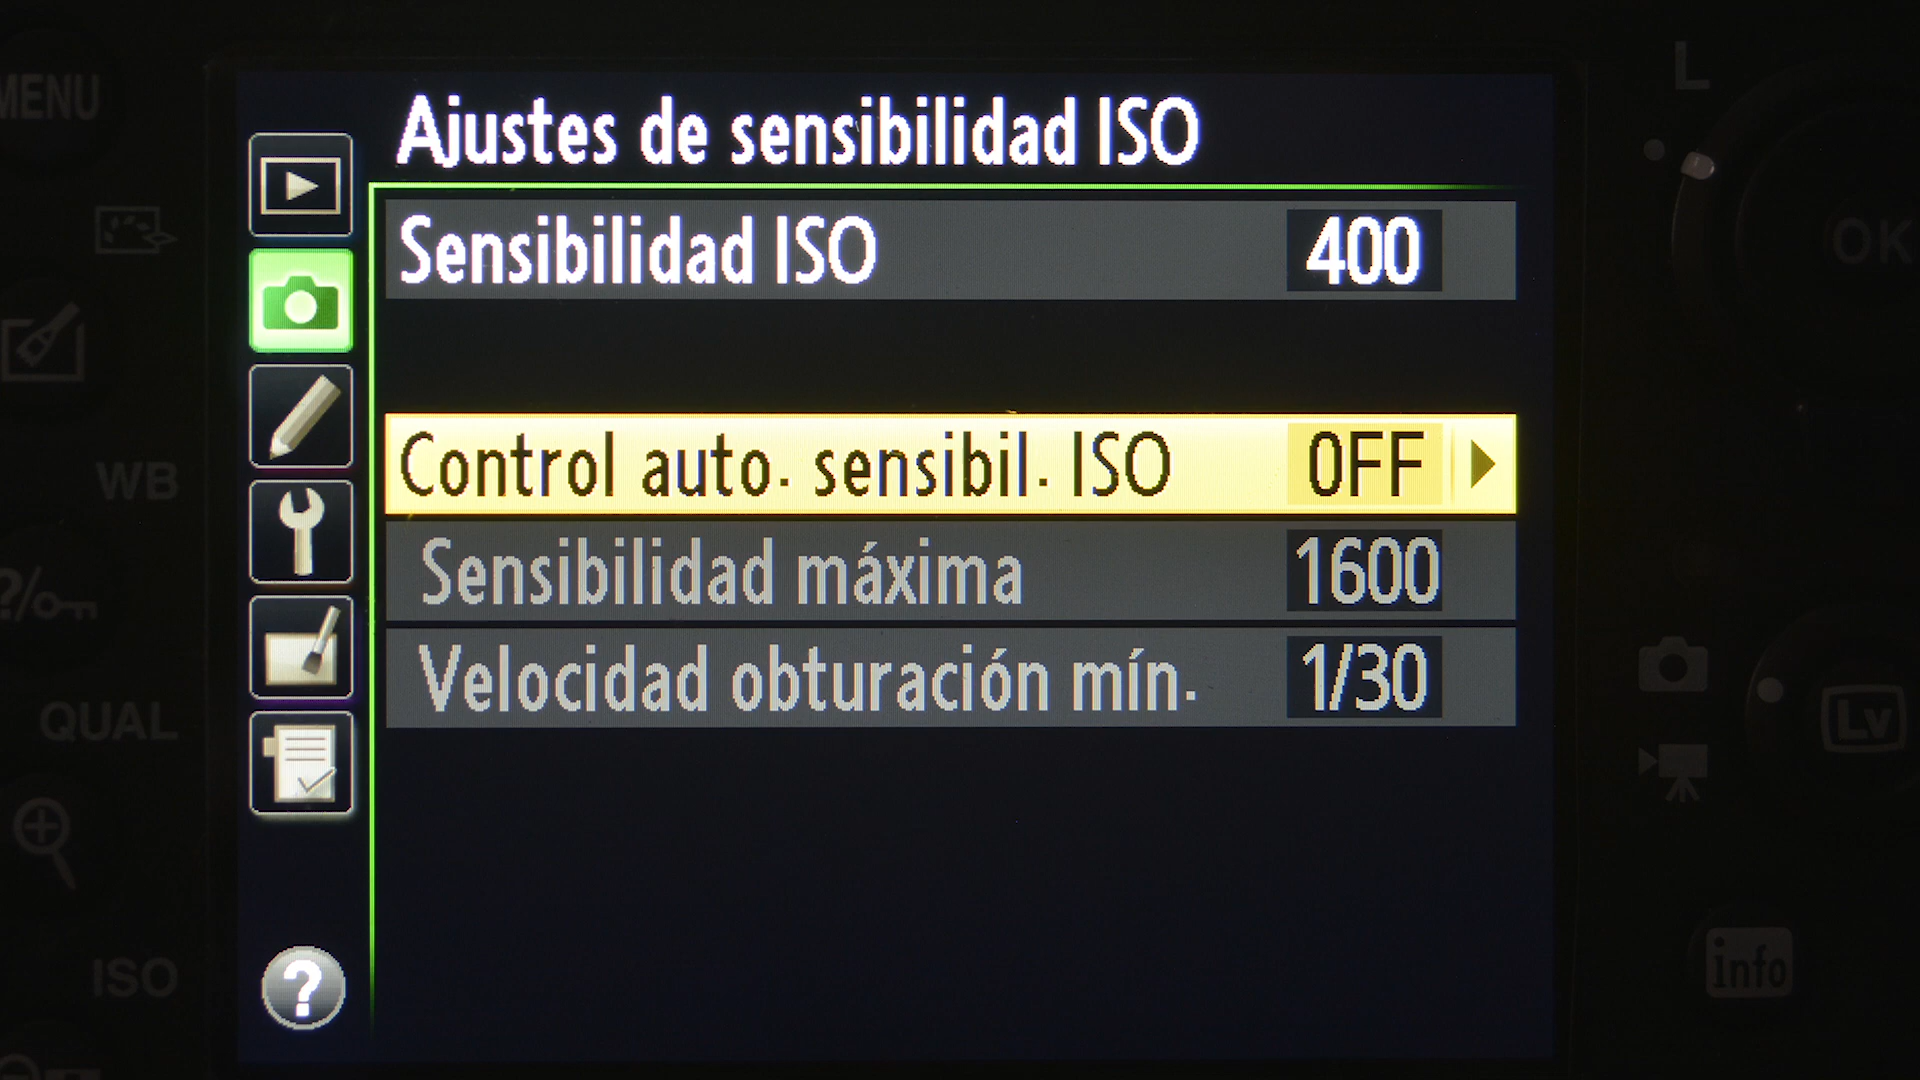 MENU
L
Ajustes de sensibilidad ISO
Sensibilidad ISO 400
OK
Control auto. sensibil. ISO OFF
WB
Sensibilidad máxima 1600
?/
Velocidad obturación mín. 1/30
QUAL
Lv
ISO
?
info